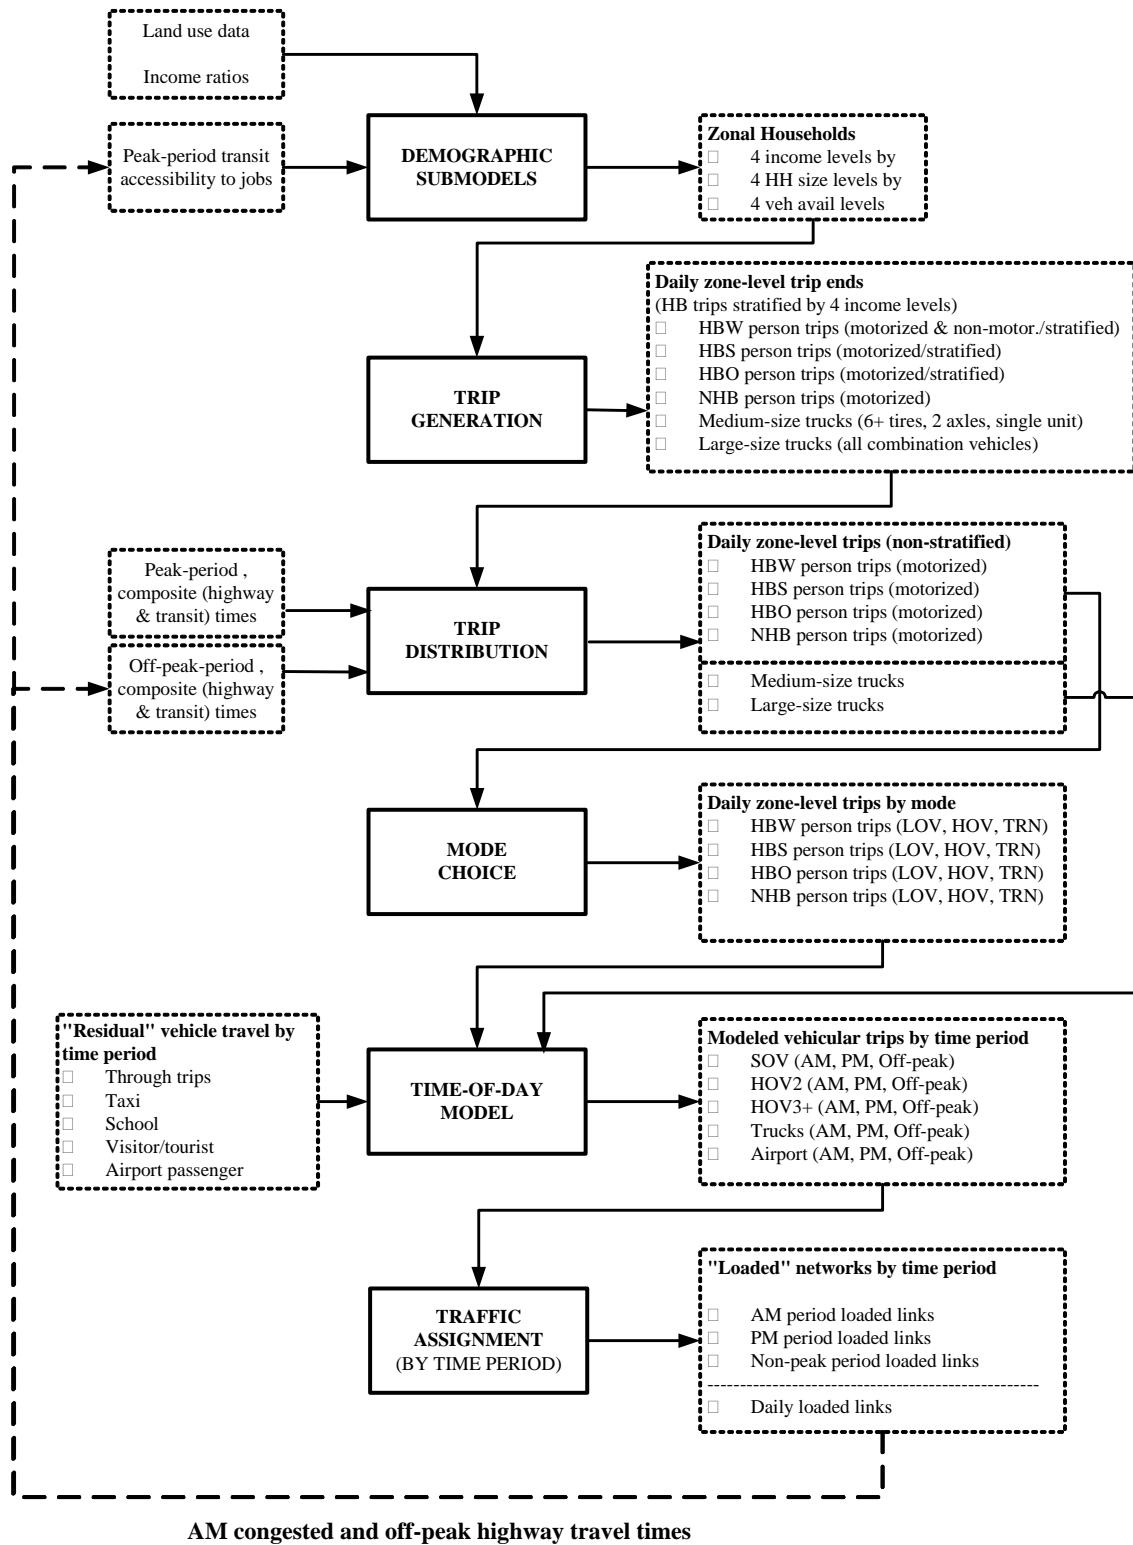 Land use data
Income ratios
Peak-period transit
accessibility to jobs
DEMOGRAPHIC
SUBMODELS
Zonal Households
4 income levels by
4 HH size levels by
4 veh avail levels
Daily zone-level trip ends
(HB trips stratified by 4 income levels)
HBW person trips (motorized & non-motor./stratified)
HBS person trips (motorized/stratified)
HBO person trips (motorized/stratified)
NHB person trips (motorized)
Medium-size trucks (6+ tires, 2 axles, single unit)
Large-size trucks (all combination vehicles)
TRIP
GENERATION
Peak-period ,
composite (highway
& transit) times
Off-peak-period ,
composite (highway
& transit) times
TRIP
DISTRIBUTION
Daily zone-level trips (non-stratified)
HBW person trips (motorized)
HBS person trips (motorized)
HBO person trips (motorized)
NHB person trips (motorized)
Medium-size trucks
Large-size trucks
MODE
CHOICE
Daily zone-level trips by mode
HBW person trips (LOV, HOV, TRN)
HBS person trips (LOV, HOV, TRN)
HBO person trips (LOV, HOV, TRN)
NHB person trips (LOV, HOV, TRN)
"Residual" vehicle travel by
time period
Through trips
Taxi
School
Visitor/tourist
Airport passenger
TIME-OF-DAY
MODEL
Modeled vehicular trips by time period
SOV (AM, PM, Off-peak)
HOV2 (AM, PM, Off-peak)
HOV3+ (AM, PM, Off-peak)
Trucks (AM, PM, Off-peak)
Airport (AM, PM, Off-peak)
TRAFFIC
ASSIGNMENT
(BY TIME PERIOD)
"Loaded" networks by time period
AM period loaded links
PM period loaded links
Non-peak period loaded links
Daily loaded links
AM congested and off-peak highway travel times